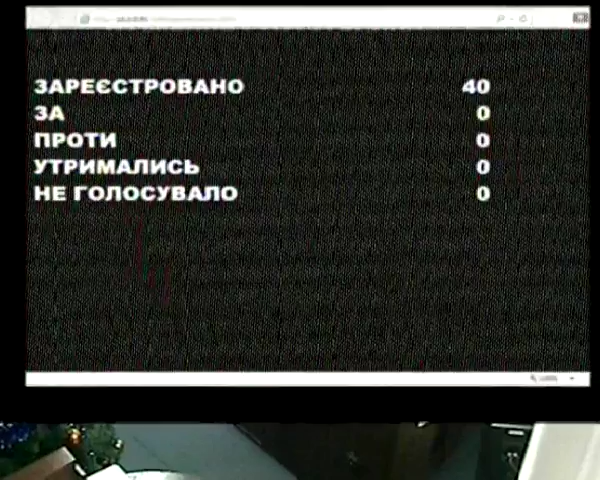 ЗАРЕЄСТРОВАНО 40
ЗА 0
ПРОТИ 0
УТРИМАЛИСЬ 0
НЕ ГОЛОСУВАЛО 0